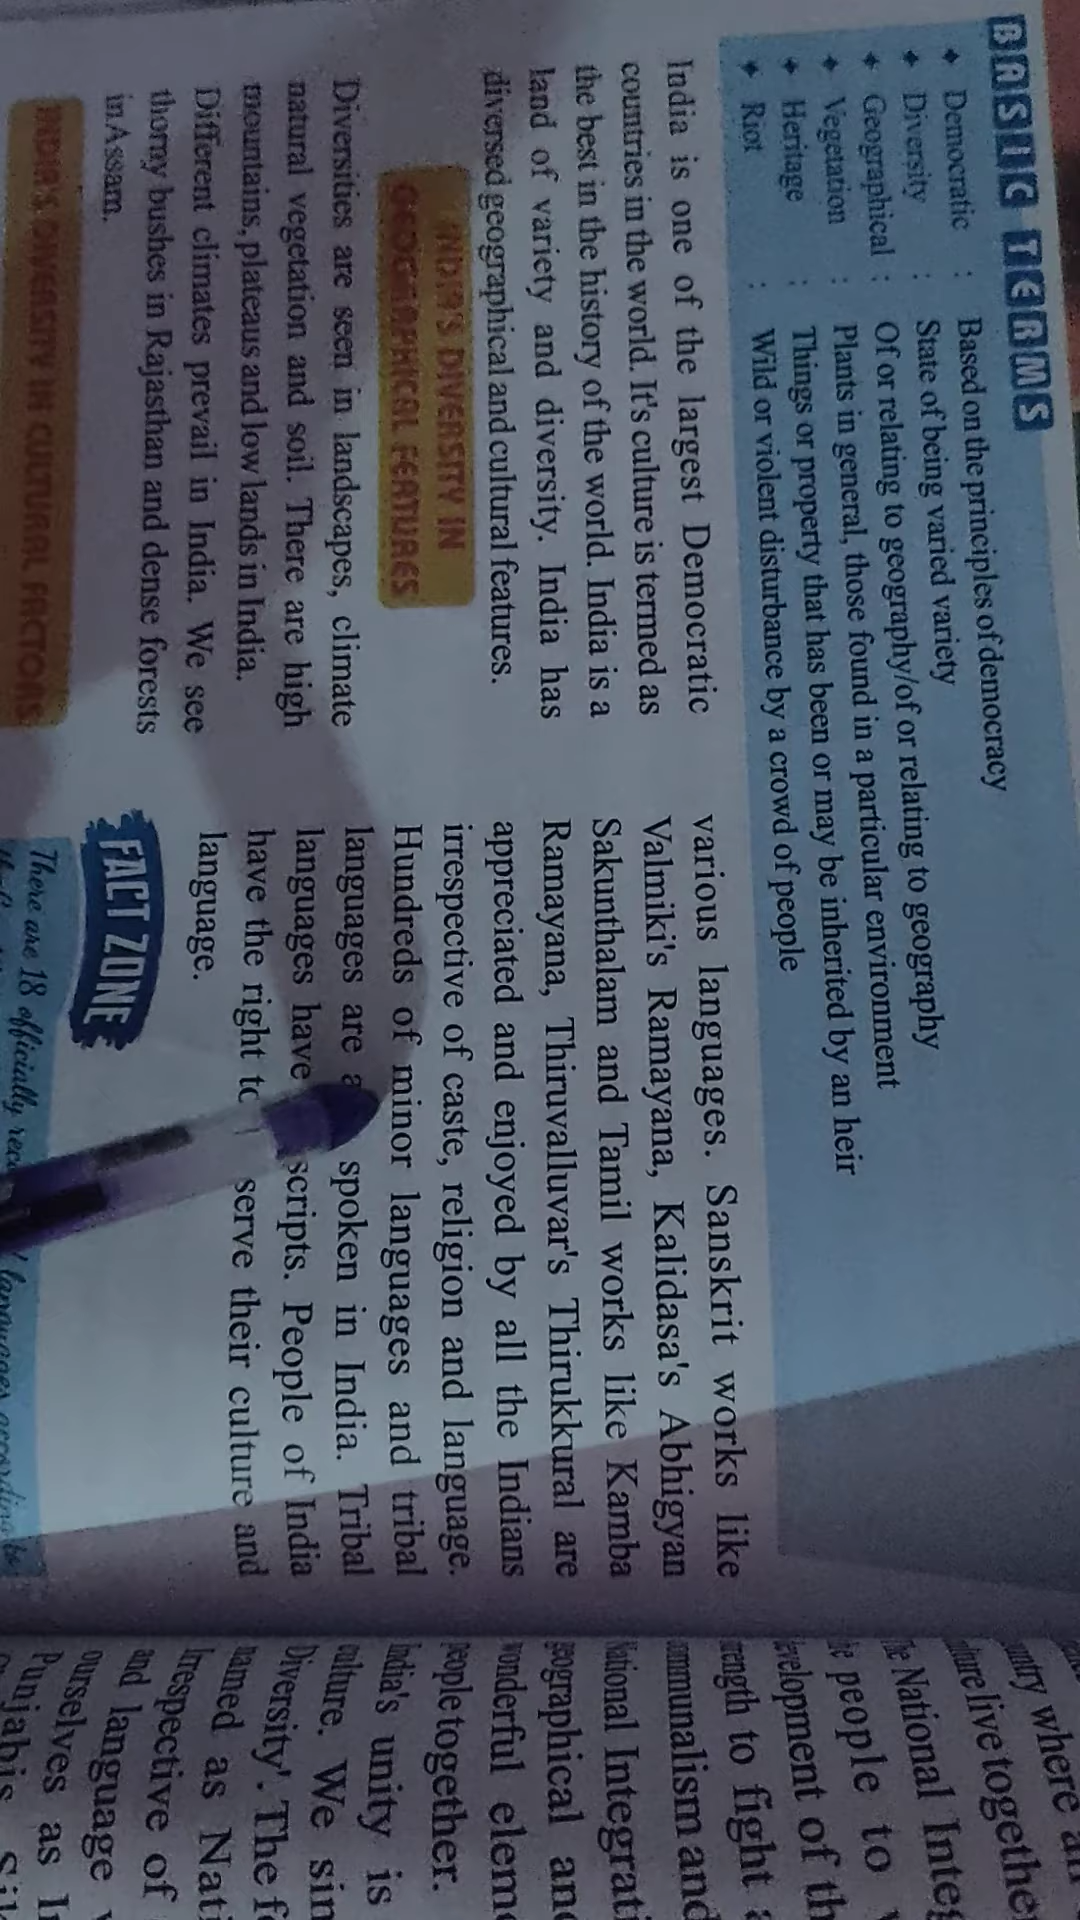 BASIC TERMS
✦ Democratic : Based on the principles of democracy
✦ Diversity : State of being varied variety
✦ Geographical : Of or relating to geography/of or relating to geography
✦ Vegetation : Plants in general, those found in a particular environment
✦ Heritage : Things or property that has been or may be inherited by an heir
✦ Riot : Wild or violent disturbance by a crowd of people
India is one of the largest Democratic
countries in the world. It's culture is termed as
the best in the history of the world. India is a
land of variety and diversity. India has
diversed geographical and cultural features.
INDIA'S DIVERSITY IN
GEOGRAPHICAL FEATURES
Diversities are seen in landscapes, climate
natural vegetation and soil. There are high
mountains, plateaus and low lands in India.
Different climates prevail in India. We see
thorny bushes in Rajasthan and dense forests
in Assam.
INDIA'S DIVERSITY IN CULTURAL FACTORS
various languages. Sanskrit works like
Valmiki's Ramayana, Kalidasa's Abhigyan
Sakunthalam and Tamil works like Kamba
Ramayana, Thiruvalluvar's Thirukkural are
appreciated and enjoyed by all the Indians
irrespective of caste, religion and language.
Hundreds of minor languages and tribal
languages are spoken in India. Tribal
languages have scripts. People of India
have the right to serve their culture and
language.
FACT ZONE
There are 18 officially
languages according to
where
live together
National
people to
of
to fight
and
National
geographical
wonderful
people together.
India's unity is
culture. We
Diversity'. The
named as
Irrespective of
and language
ourselves as